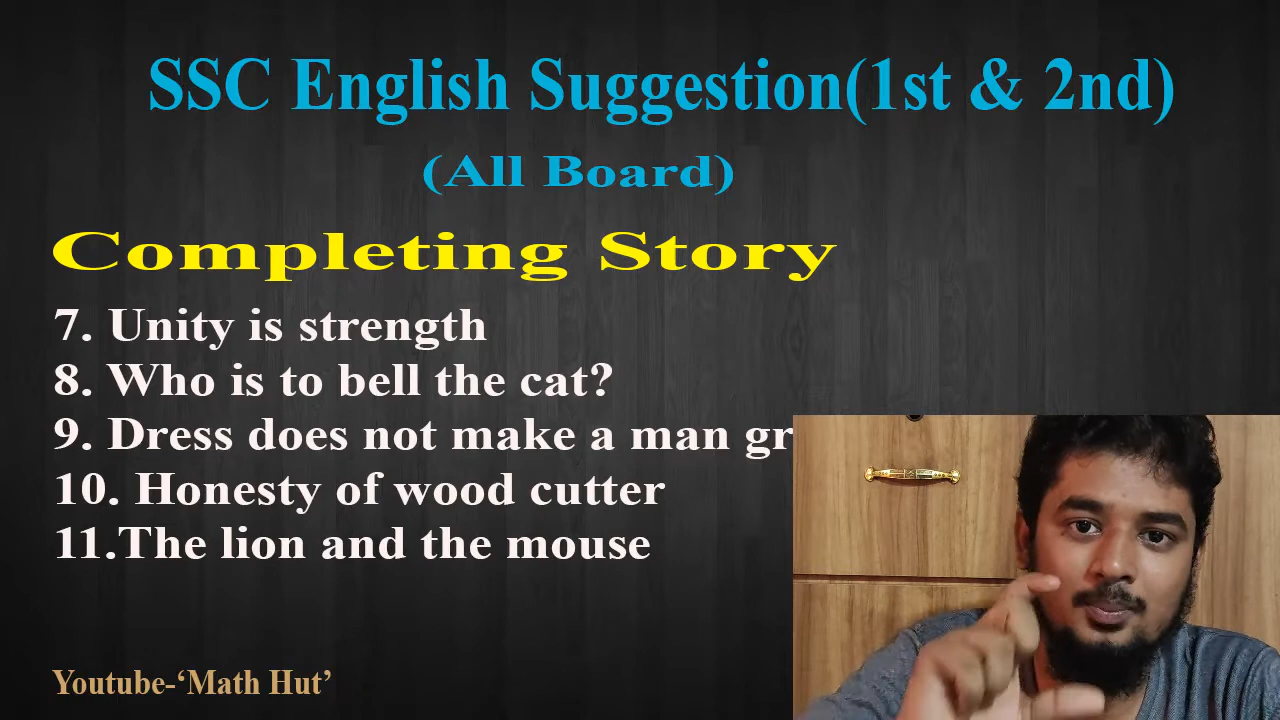 SSC English Suggestion(1st & 2nd)
(All Board)
Completing Story
7. Unity is strength
8. Who is to bell the cat?
9. Dress does not make a man gr
10. Honesty of wood cutter
11.The lion and the mouse
Youtube-‘Math Hut’